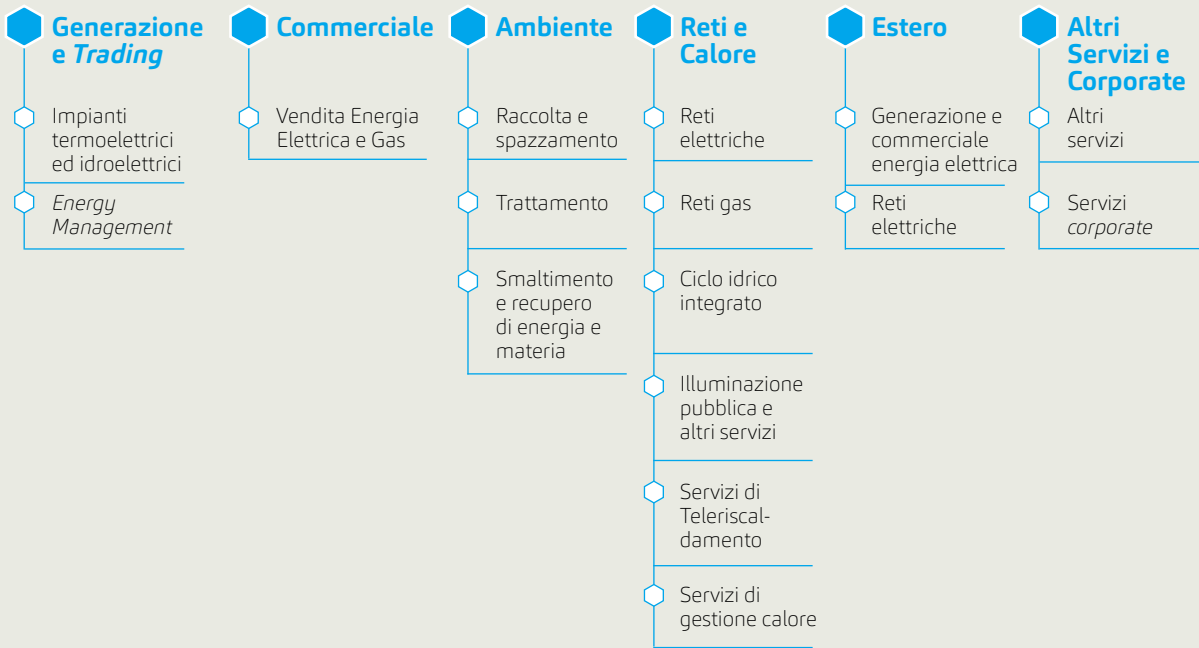 Generazione
e Trading
Impianti
termoelettrici
ed idroelettrici
Energy
Management
Commerciale
Vendita Energia
Elettrica e Gas
Ambiente
Raccolta e
spazzamento
Trattamento
Smaltimento
e recupero
di energia e
materia
Reti e
Calore
Reti
elettriche
Reti gas
Ciclo idrico
integrato
Illuminazione
pubblica e
altri servizi
Servizi di
Teleriscal-
damento
Servizi di
gestione calore
Estero
Generazione e
commerciale
energia elettrica
Reti
elettriche
Altri
Servizi e
Corporate
Altri
servizi
Servizi
corporate